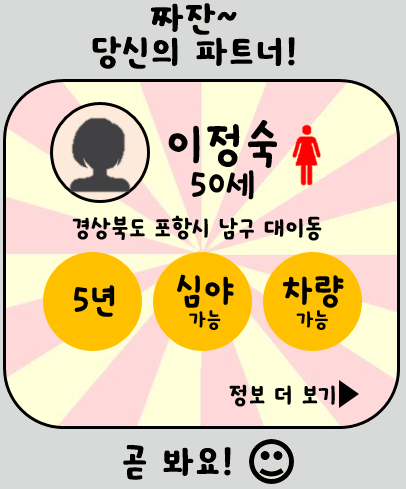 짜잔~
당신의 파트너!
이정숙
50세
경상북도 포항시 남구 대이동
5년
심야
가능
차량
가능
정보 더 보기
곧 봐요!